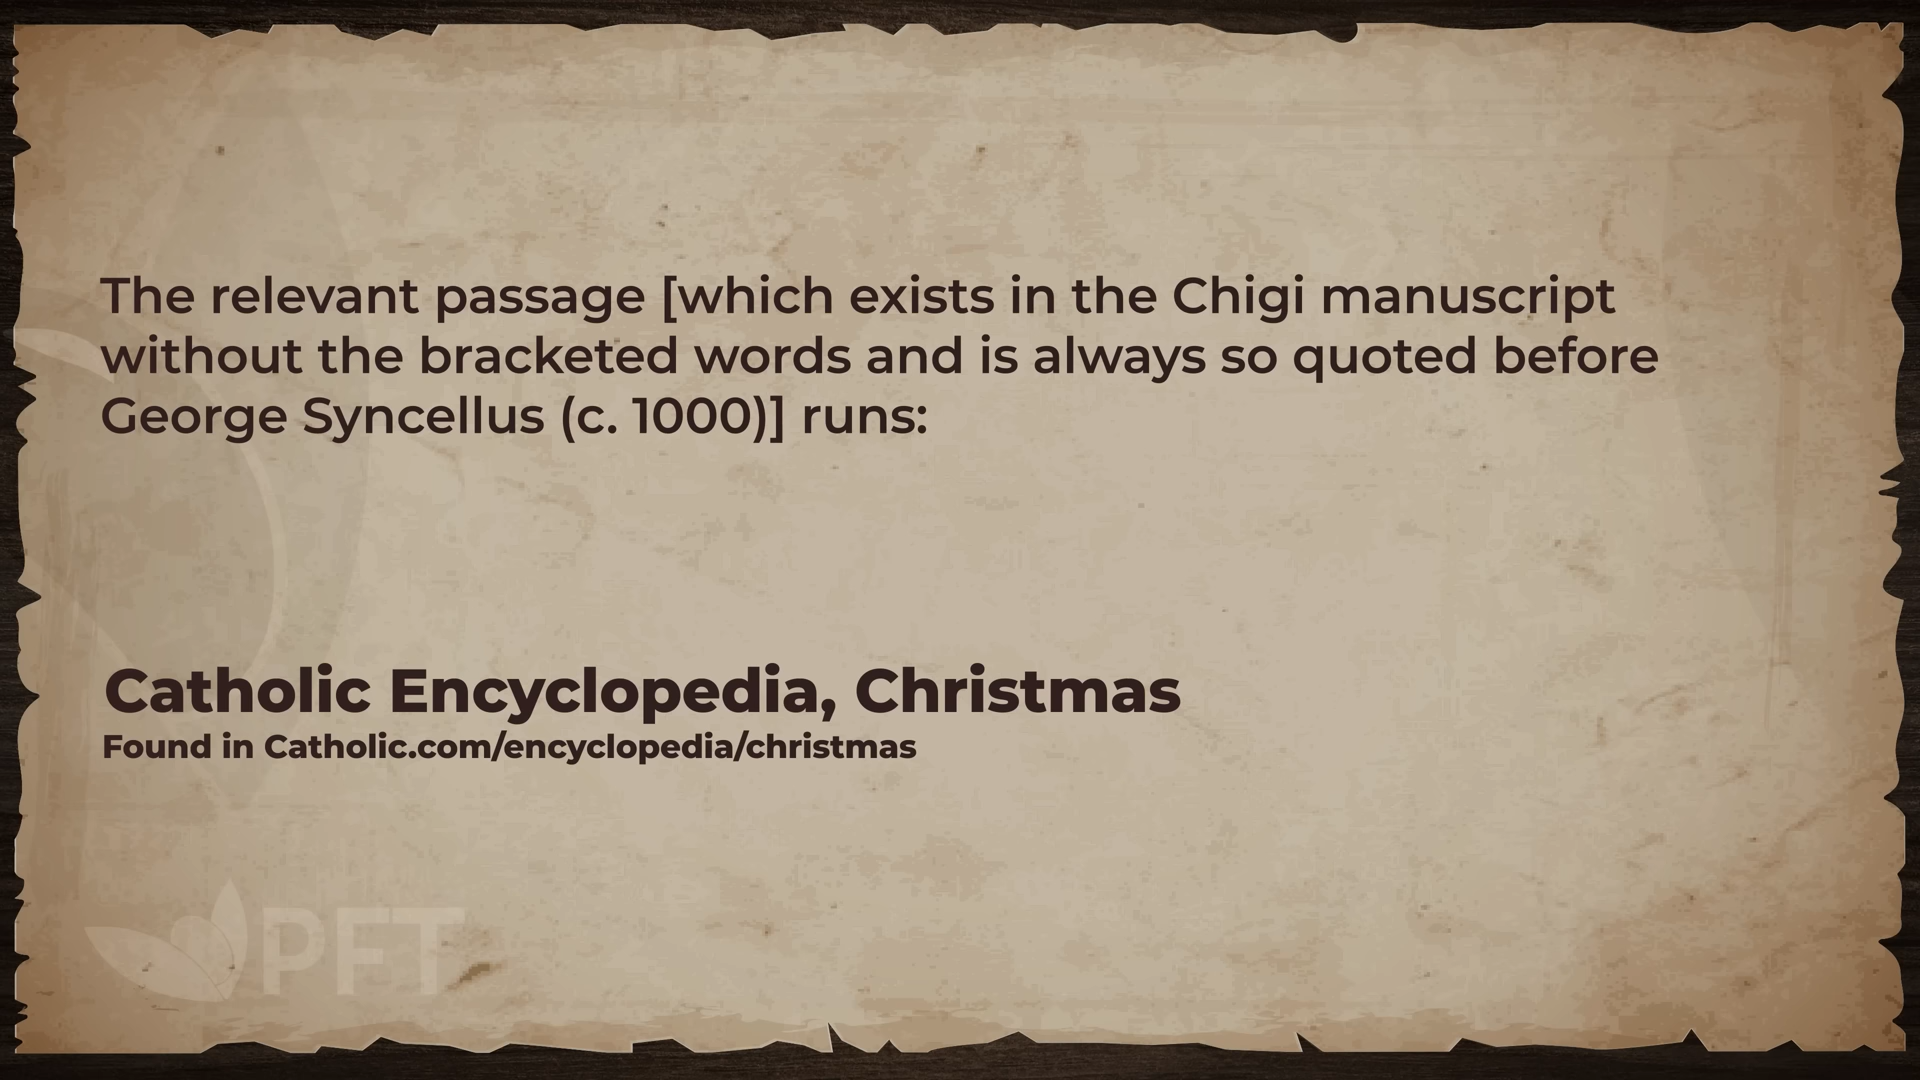 The relevant passage [which exists in the Chigi manuscript
without the bracketed words and is always so quoted before
George Syncellus (c. 1000)] runs:
Catholic Encyclopedia, Christmas
Found in Catholic.com/encyclopedia/christmas
PFT